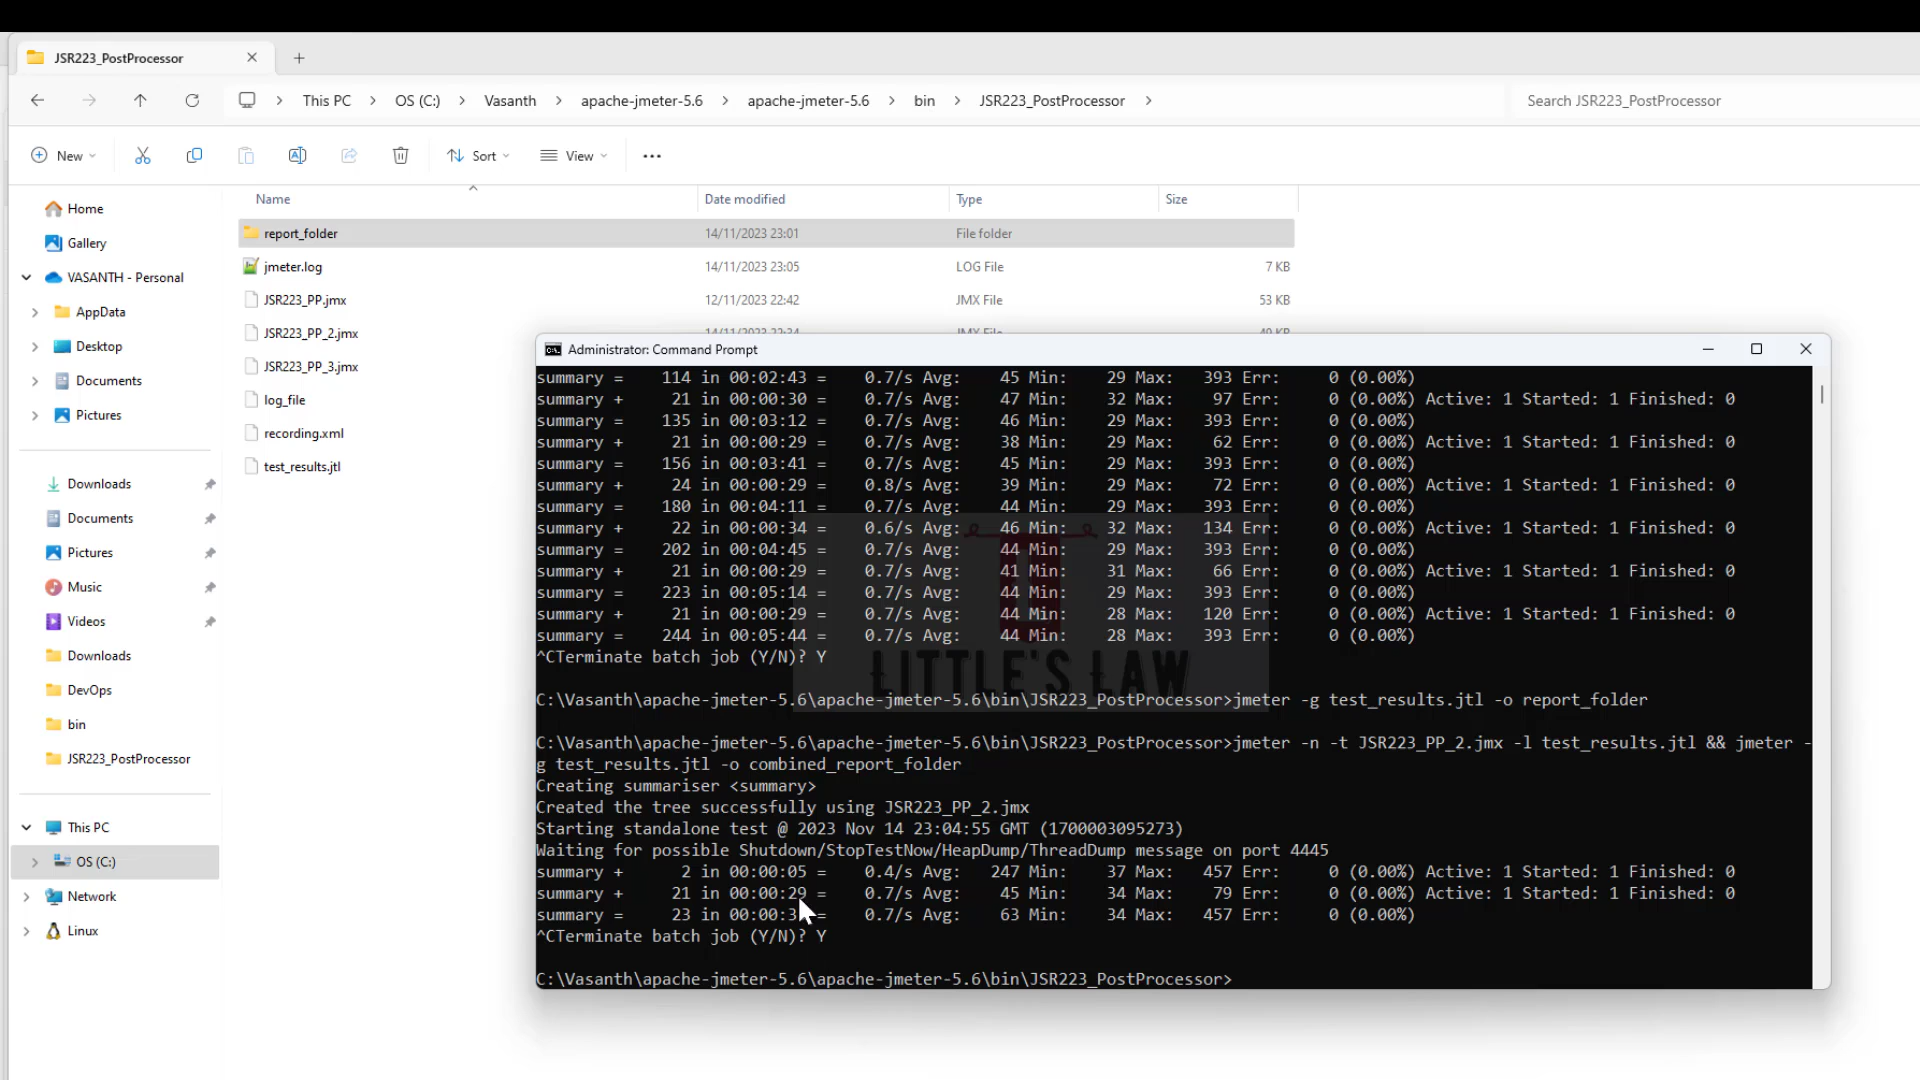 JSR223_PostProcessor
This PC > OS (C:) > Vasanth > apache-jmeter-5.6 > apache-jmeter-5.6 > bin > JSR223_PostProcessor >
Search JSR223_PostProcessor
New
Sort
View
Name Date modified Type Size
report_folder 14/11/2023 23:01 File folder
jmeter.log 14/11/2023 23:05 LOG File 7 KB
JSR223_PP.jmx 12/11/2023 22:42 JMX File 53 KB
JSR223_PP_2.jmx 14/11/2023 22:34 JMX File 49 KB
JSR223_PP_3.jmx
log_file
recording.xml
test_results.jtl
Home
Gallery
VASANTH - Personal
AppData
Desktop
Documents
Pictures
Downloads
Documents
Pictures
Music
Videos
Downloads
DevOps
bin
JSR223_PostProcessor
This PC
OS (C:)
Network
Linux
Administrator: Command Prompt
summary = 114 in 00:02:43 = 0.7/s Avg: 45 Min: 29 Max: 393 Err: 0 (0.00%)
summary + 21 in 00:00:30 = 0.7/s Avg: 47 Min: 32 Max: 97 Err: 0 (0.00%) Active: 1 Started: 1 Finished: 0
summary = 135 in 00:03:12 = 0.7/s Avg: 46 Min: 29 Max: 393 Err: 0 (0.00%)
summary + 21 in 00:00:29 = 0.7/s Avg: 38 Min: 29 Max: 62 Err: 0 (0.00%) Active: 1 Started: 1 Finished: 0
summary = 156 in 00:03:41 = 0.7/s Avg: 45 Min: 29 Max: 393 Err: 0 (0.00%)
summary + 24 in 00:00:29 = 0.8/s Avg: 39 Min: 29 Max: 72 Err: 0 (0.00%) Active: 1 Started: 1 Finished: 0
summary = 180 in 00:04:11 = 0.7/s Avg: 44 Min: 29 Max: 393 Err: 0 (0.00%)
summary + 22 in 00:00:34 = 0.6/s Avg: 46 Min: 32 Max: 134 Err: 0 (0.00%) Active: 1 Started: 1 Finished: 0
summary = 202 in 00:04:45 = 0.7/s Avg: 44 Min: 29 Max: 393 Err: 0 (0.00%)
summary + 21 in 00:00:29 = 0.7/s Avg: 41 Min: 31 Max: 66 Err: 0 (0.00%) Active: 1 Started: 1 Finished: 0
summary = 223 in 00:05:14 = 0.7/s Avg: 44 Min: 29 Max: 393 Err: 0 (0.00%)
summary + 21 in 00:00:29 = 0.7/s Avg: 44 Min: 28 Max: 120 Err: 0 (0.00%) Active: 1 Started: 1 Finished: 0
summary = 244 in 00:05:44 = 0.7/s Avg: 44 Min: 28 Max: 393 Err: 0 (0.00%)
^CTerminate batch job (Y/N)? Y
LITTLE'S LAW
C:\Vasanth\apache-jmeter-5.6\apache-jmeter-5.6\bin\JSR223_PostProcessor>jmeter -g test_results.jtl -o report_folder
C:\Vasanth\apache-jmeter-5.6\apache-jmeter-5.6\bin\JSR223_PostProcessor>jmeter -n -t JSR223_PP_2.jmx -l test_results.jtl && jmeter -
g test_results.jtl -o combined_report_folder
Creating summariser <summary>
Created the tree successfully using JSR223_PP_2.jmx
Starting standalone test @ 2023 Nov 14 23:04:55 GMT (1700003095273)
Waiting for possible Shutdown/StopTestNow/HeapDump/ThreadDump message on port 4445
summary + 2 in 00:00:05 = 0.4/s Avg: 247 Min: 37 Max: 457 Err: 0 (0.00%) Active: 1 Started: 1 Finished: 0
summary + 21 in 00:00:29 = 0.7/s Avg: 45 Min: 34 Max: 79 Err: 0 (0.00%) Active: 1 Started: 1 Finished: 0
summary = 23 in = 0.7/s Avg: 63 Min: 34 Max: 457 Err: 0 (0.00%)
^CTerminate batch job (Y/N)? Y
C:\Vasanth\apache-jmeter-5.6\apache-jmeter-5.6\bin\JSR223_PostProcessor>